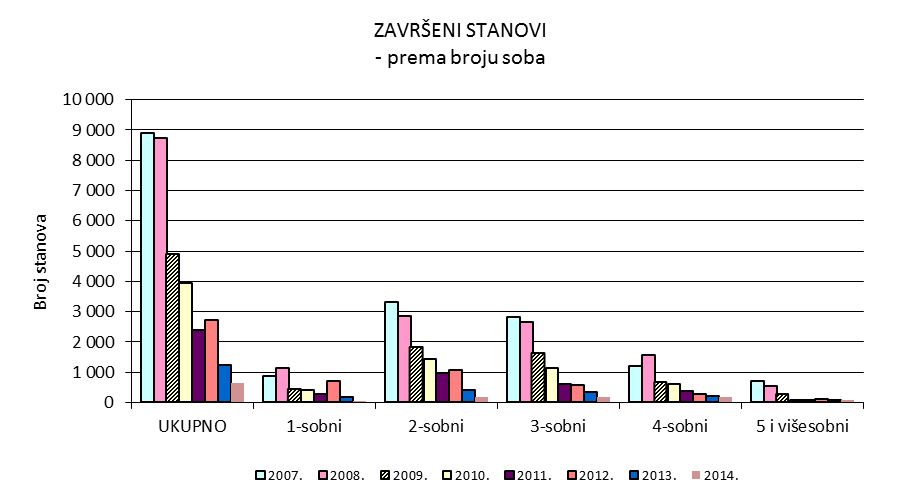 ZAVRŠENI STANOVI
- prema broju soba
10 000
9 000
8 000
7 000
6 000
5 000
4 000
3 000
2 000
1 000
0
Broj stanova
UKUPNO 1-sobni 2-sobni 3-sobni 4-sobni 5 i višesobni
2007. 2008. 2009. 2010. 2011. 2012. 2013. 2014.